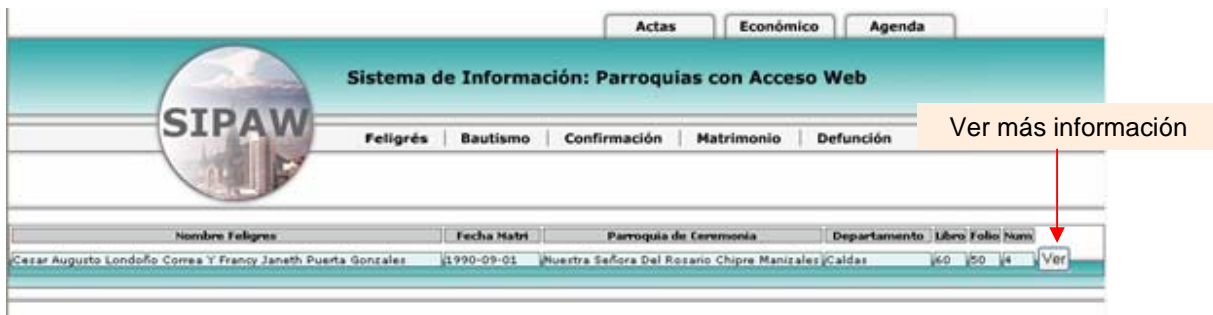 Actas Económico Agenda
Sistema de Información: Parroquias con Acceso Web
SIPAW
Feligrés | Bautismo | Confirmación | Matrimonio | Defunción
Ver más información
Nombre Feligres Fecha Matri Parroquia de Ceremonia Departamento Libro Folio Num
Cesar Augusto Londoño Correa Y Francy Janeth Puerta Gonzales 1990-09-01 Nuestra Señora Del Rosario Chipre Manizales Caldas 60 50 4 Ver